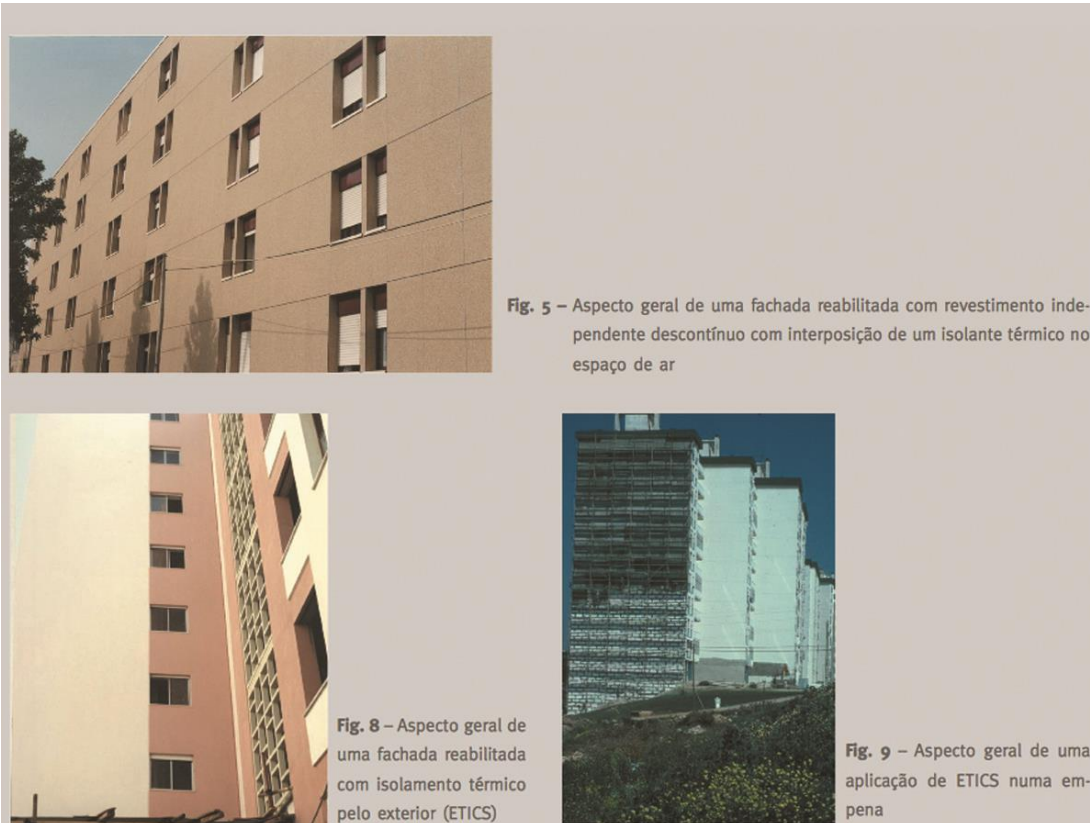 Fig. 5 – Aspecto geral de uma fachada reabilitada com revestimento inde-
pendente descontínuo com interposição de um isolante térmico no
espaço de ar
Fig. 8 – Aspecto geral de
uma fachada reabilitada
com isolamento térmico
pelo exterior (ETICS)
Fig. 9 – Aspecto geral de uma
aplicação de ETICS numa em-
pena